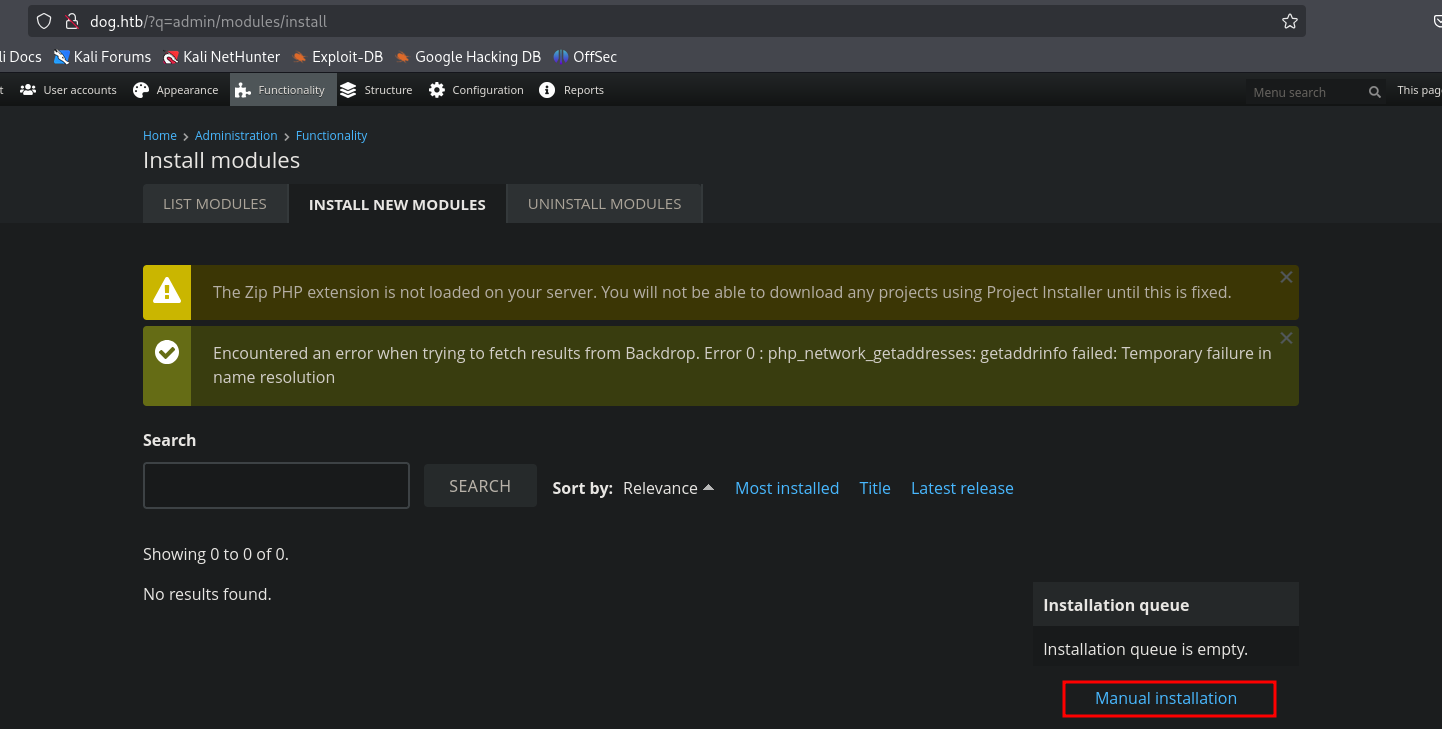 dog.htb/?q=admin/modules/install
li Docs Kali Forums Kali NetHunter Exploit-DB Google Hacking DB OffSec
t User accounts Appearance Functionality Structure Configuration Reports Menu search This pag
Home › Administration › Functionality
Install modules
LIST MODULES INSTALL NEW MODULES UNINSTALL MODULES
The Zip PHP extension is not loaded on your server. You will not be able to download any projects using Project Installer until this is fixed.
Encountered an error when trying to fetch results from Backdrop. Error 0 : php_network_getaddresses: getaddrinfo failed: Temporary failure in
name resolution
Search
SEARCH Sort by: Relevance Most installed Title Latest release
Showing 0 to 0 of 0.
No results found.
Installation queue
Installation queue is empty.
Manual installation